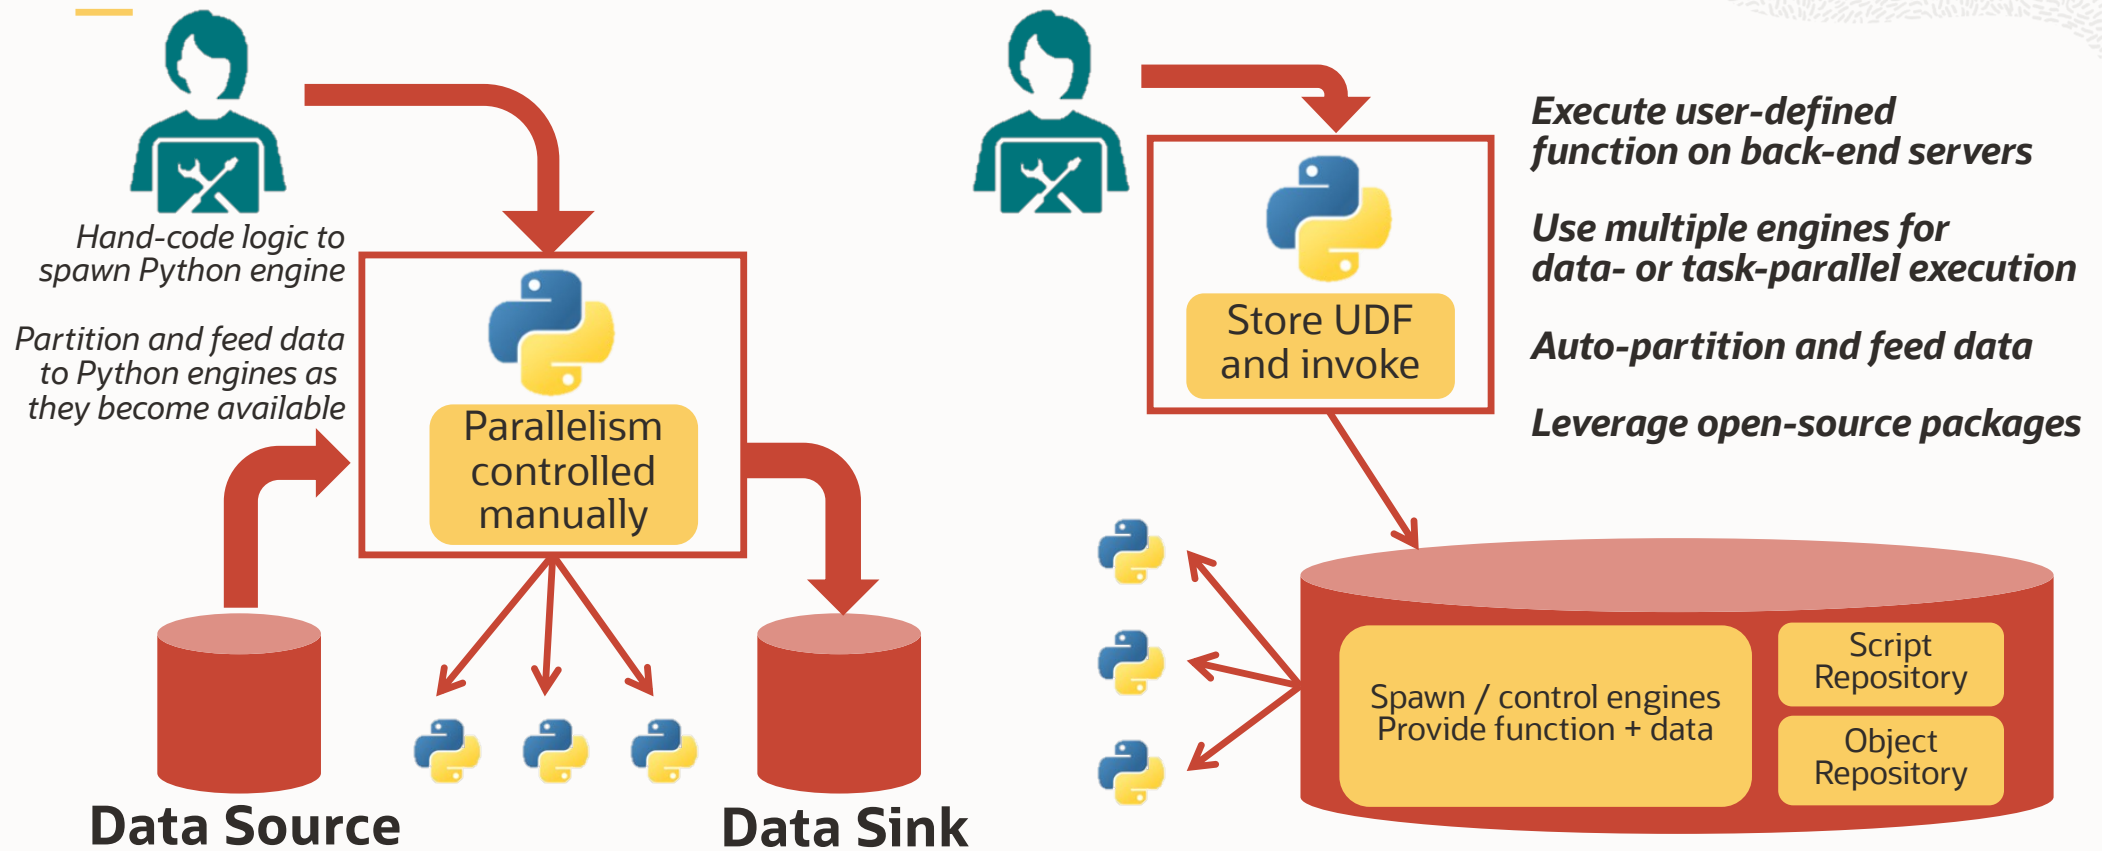 Hand-code logic to
spawn Python engine
Partition and feed data
to Python engines as
they become available
Parallelism
controlled
manually
Data Source
Data Sink
Store UDF
and invoke
Execute user-defined
function on back-end servers
Use multiple engines for
data- or task-parallel execution
Auto-partition and feed data
Leverage open-source packages
Spawn / control engines
Provide function + data
Script
Repository
Object
Repository